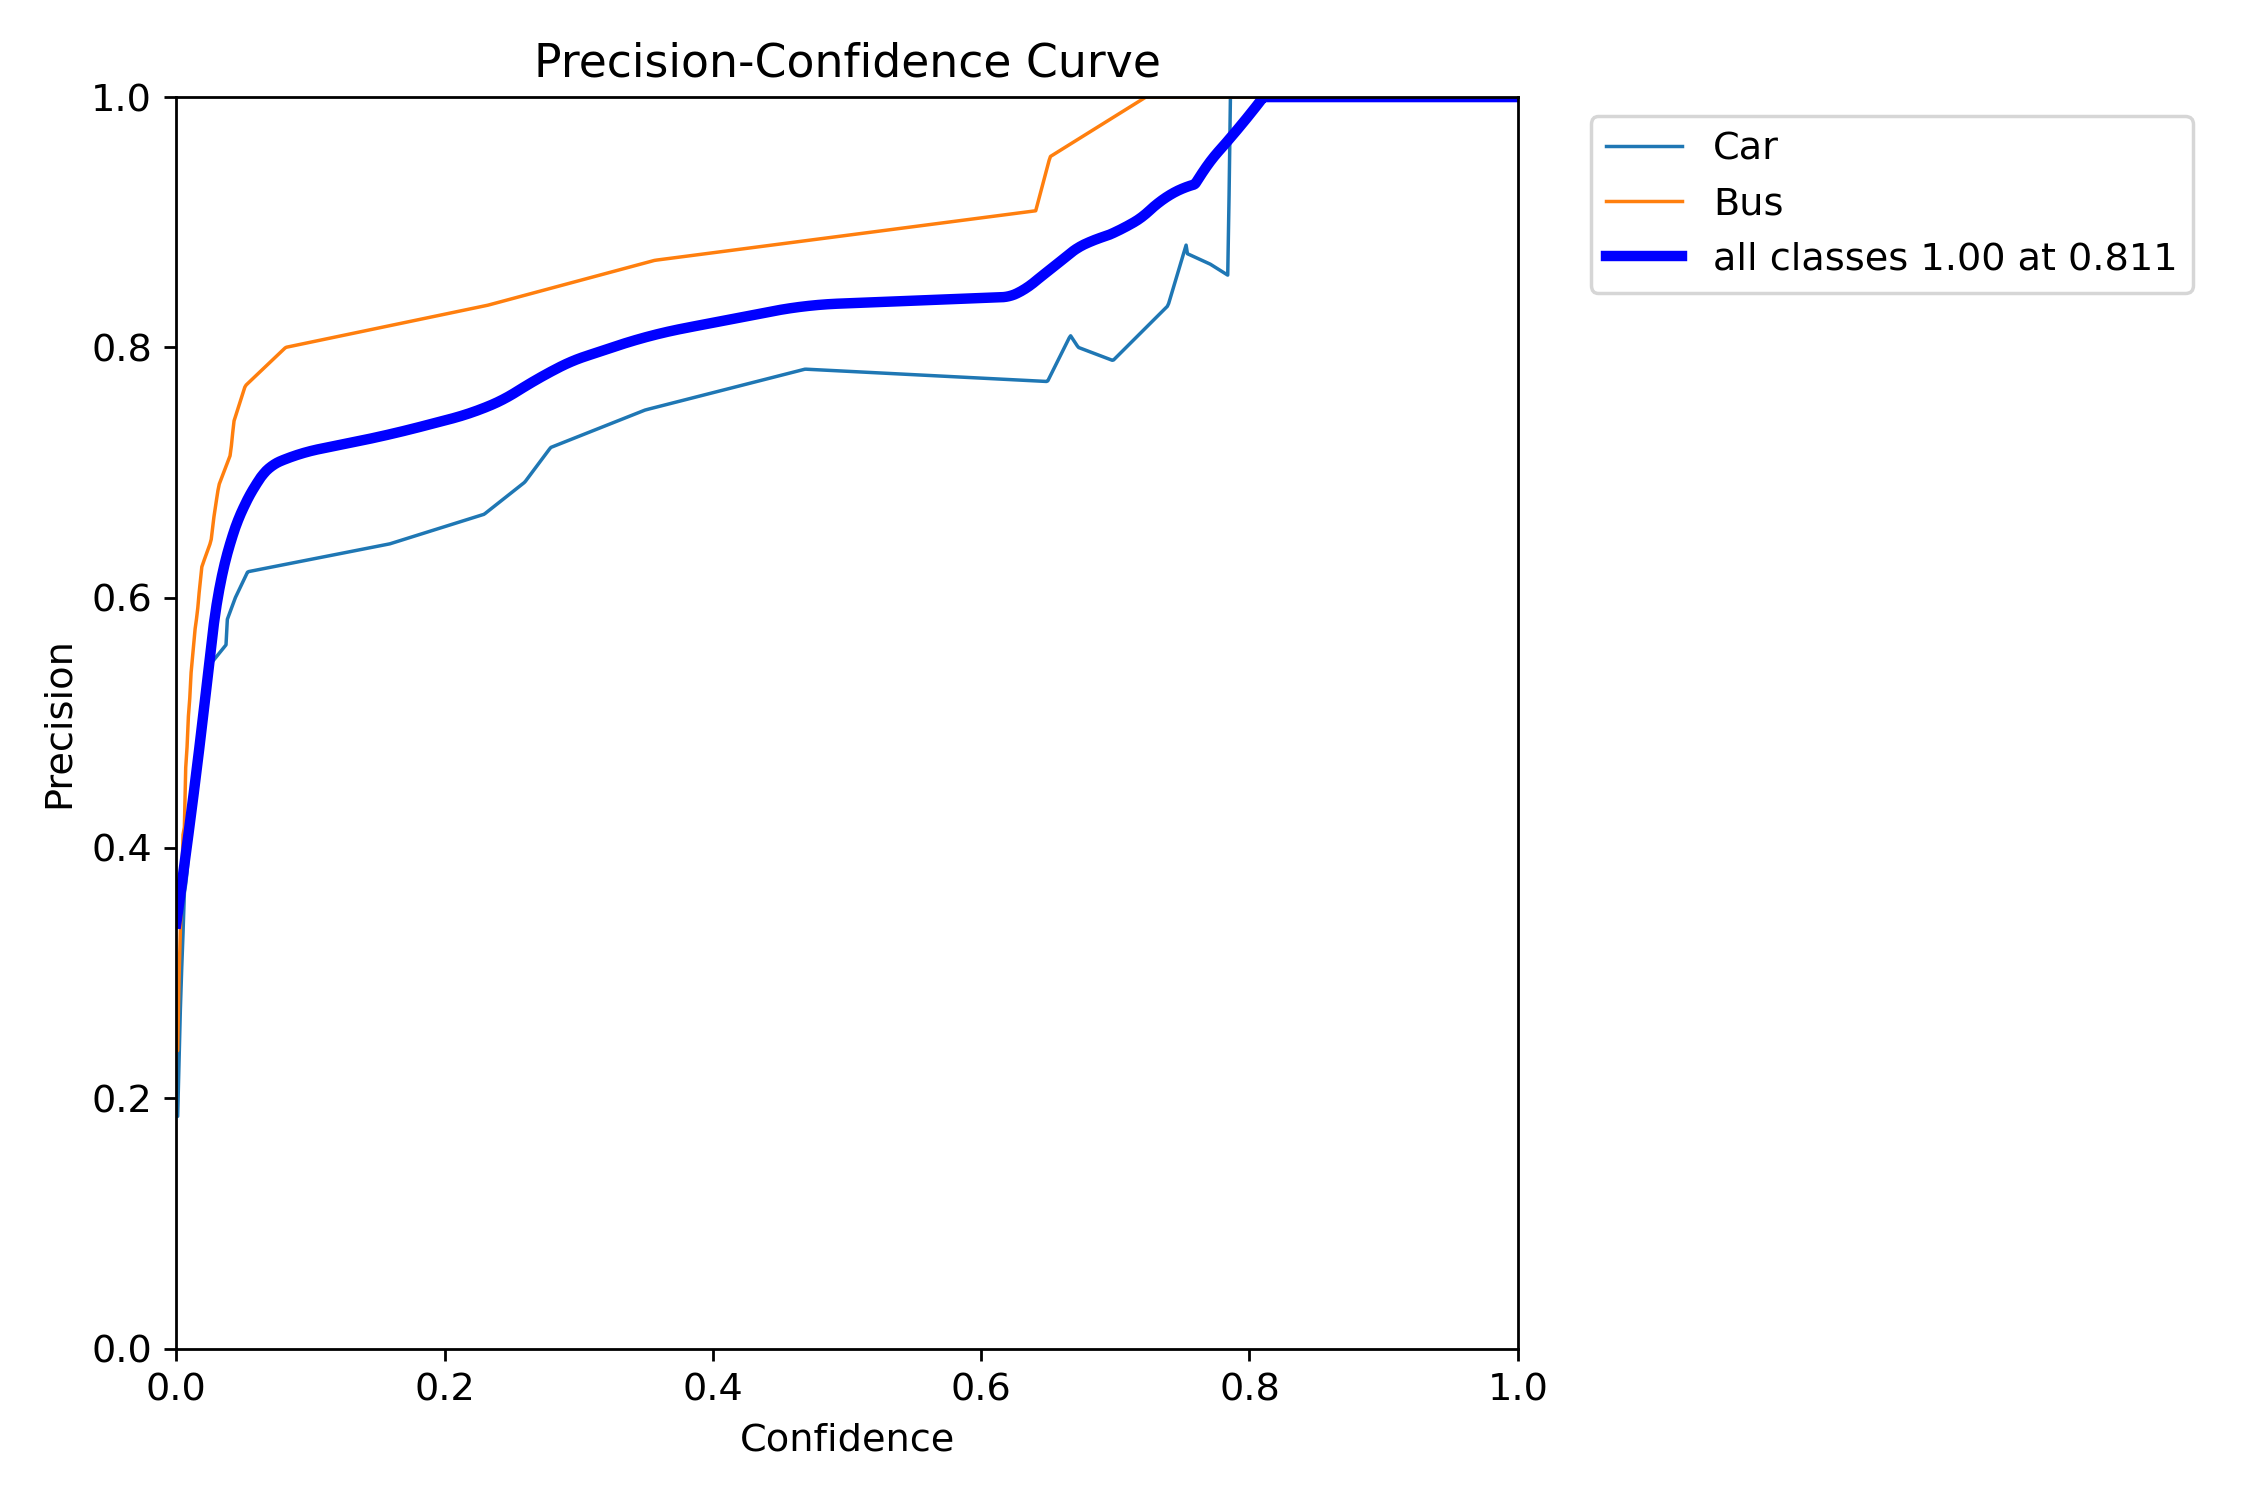 Precision-Confidence Curve
1.0
0.8
0.6
0.4
0.2
0.0
Precision
0.0 0.2 0.4 0.6 0.8 1.0
Confidence
Car
Bus
all classes 1.00 at 0.811